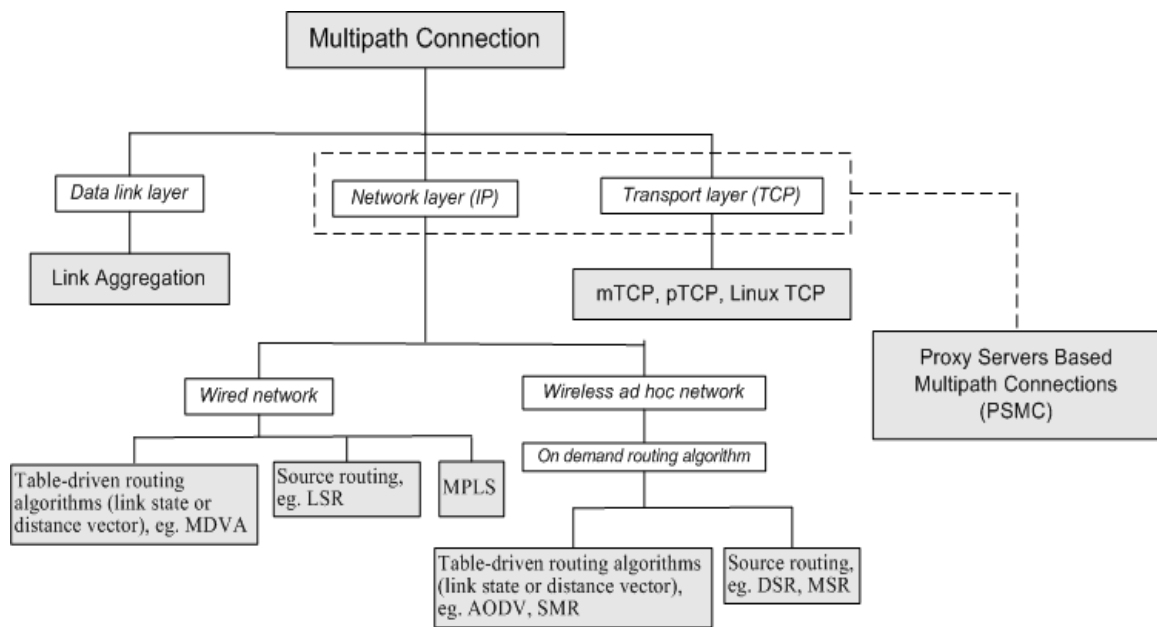 Multipath Connection
Data link layer
Network layer (IP)
Transport layer (TCP)
Link Aggregation
mTCP, pTCP, Linux TCP
Proxy Servers Based
Multipath Connections
(PSMC)
Wired network
Wireless ad hoc network
On demand routing algorithm
Table-driven routing
algorithms (link state or
distance vector), eg. MDVA
Source routing,
eg. LSR
MPLS
Table-driven routing algorithms
(link state or distance vector),
eg. AODV, SMR
Source routing,
eg. DSR, MSR